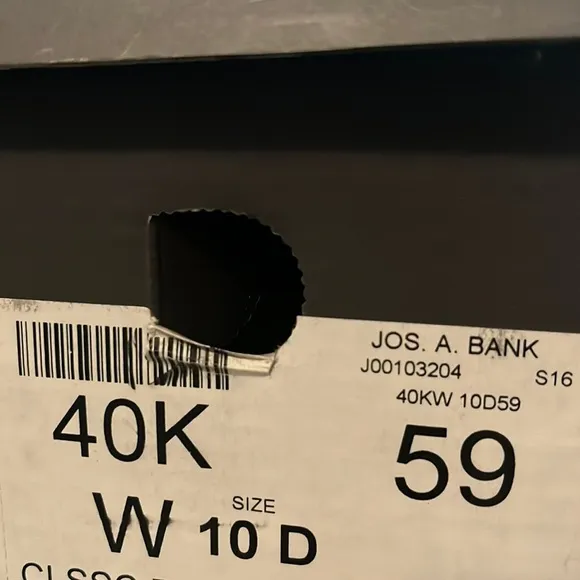 JOS. A. BANK
J00103204 S16
40KW 10D59
40K
59
SIZE
W 10 D